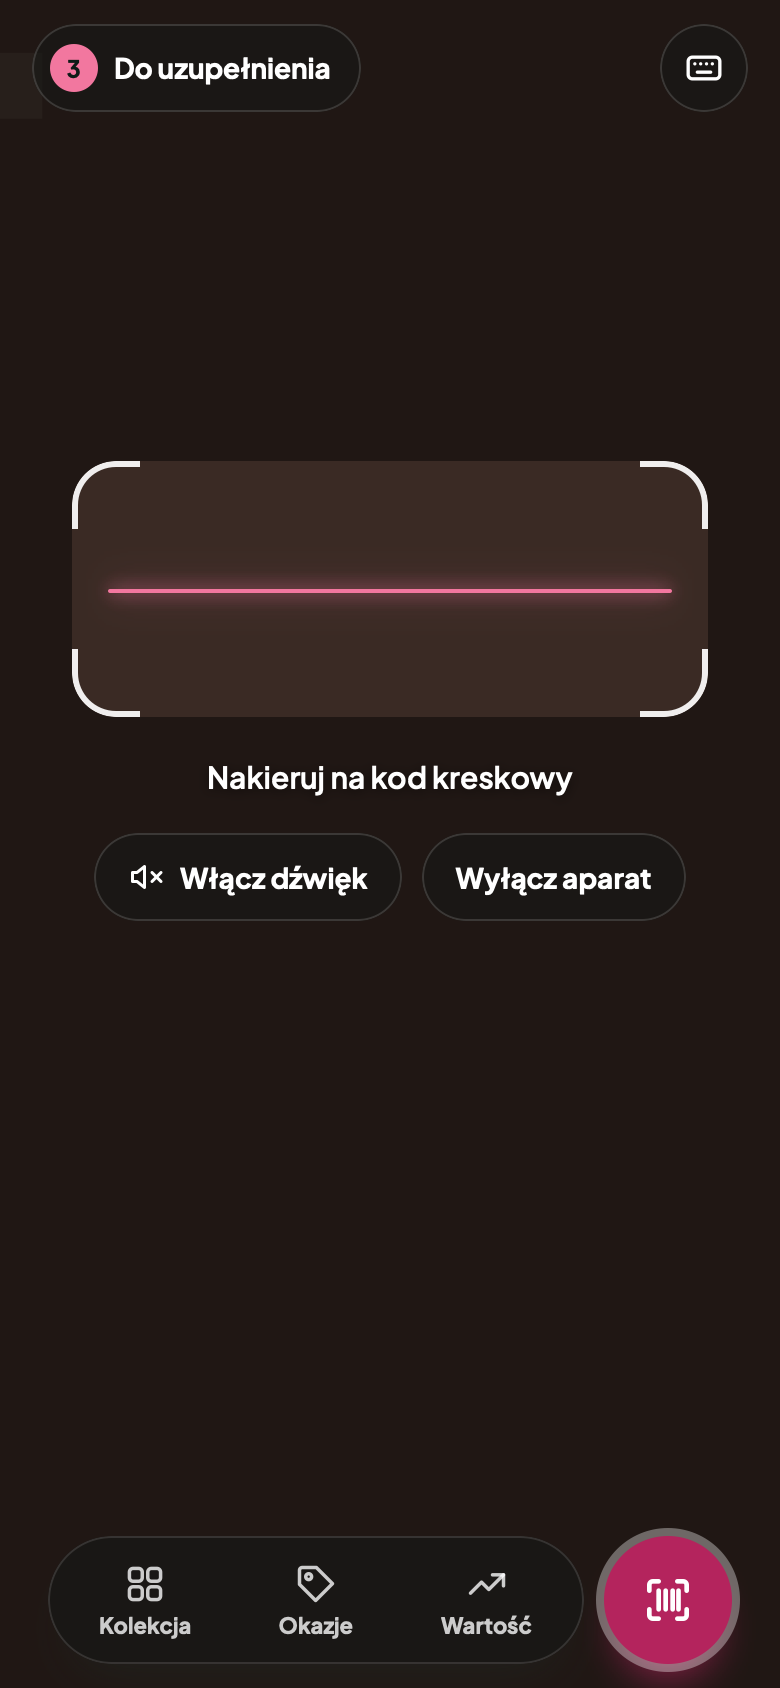 3 Do uzupełnienia
Nakieruj na kod kreskowy
Włącz dźwięk Wyłącz aparat
Kolekcja Okazje Wartość